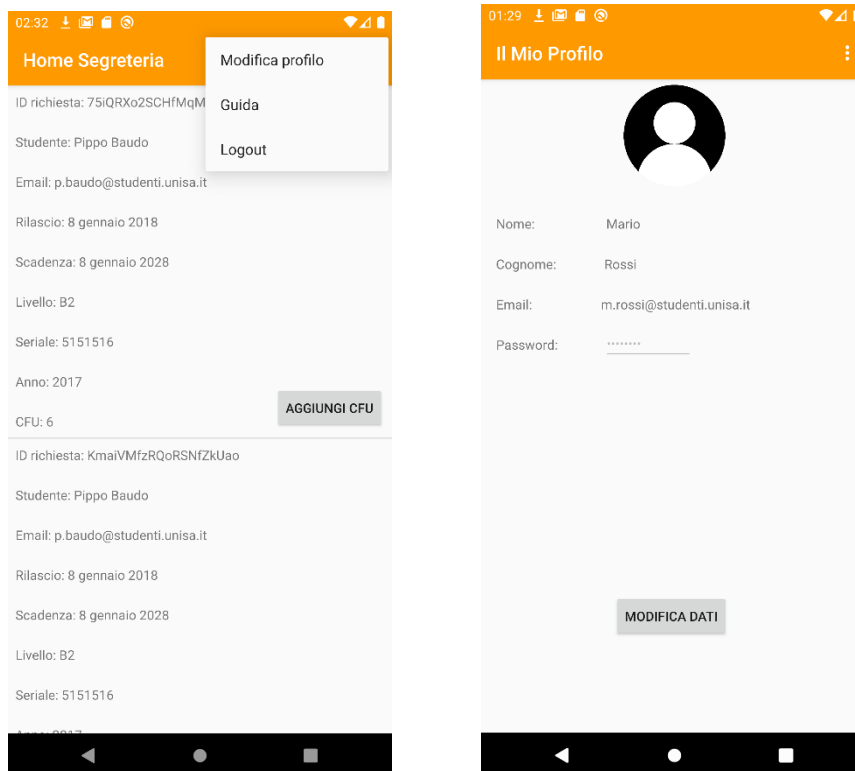 02:32
Home Segreteria
Modifica profilo
Guida
Logout
ID richiesta: 75iQRXo2SCHfMqM
Studente: Pippo Baudo
Email: p.baudo@studenti.unisa.it
Rilascio: 8 gennaio 2018
Scadenza: 8 gennaio 2028
Livello: B2
Seriale: 5151516
Anno: 2017
CFU: 6
AGGIUNGI CFU
ID richiesta: KmaiVMfzRQoRSNfZkUao
Studente: Pippo Baudo
Email: p.baudo@studenti.unisa.it
Rilascio: 8 gennaio 2018
Scadenza: 8 gennaio 2028
Livello: B2
Seriale: 5151516
01:29
Il Mio Profilo
Nome: Mario
Cognome: Rossi
Email: m.rossi@studenti.unisa.it
Password: ········
MODIFICA DATI